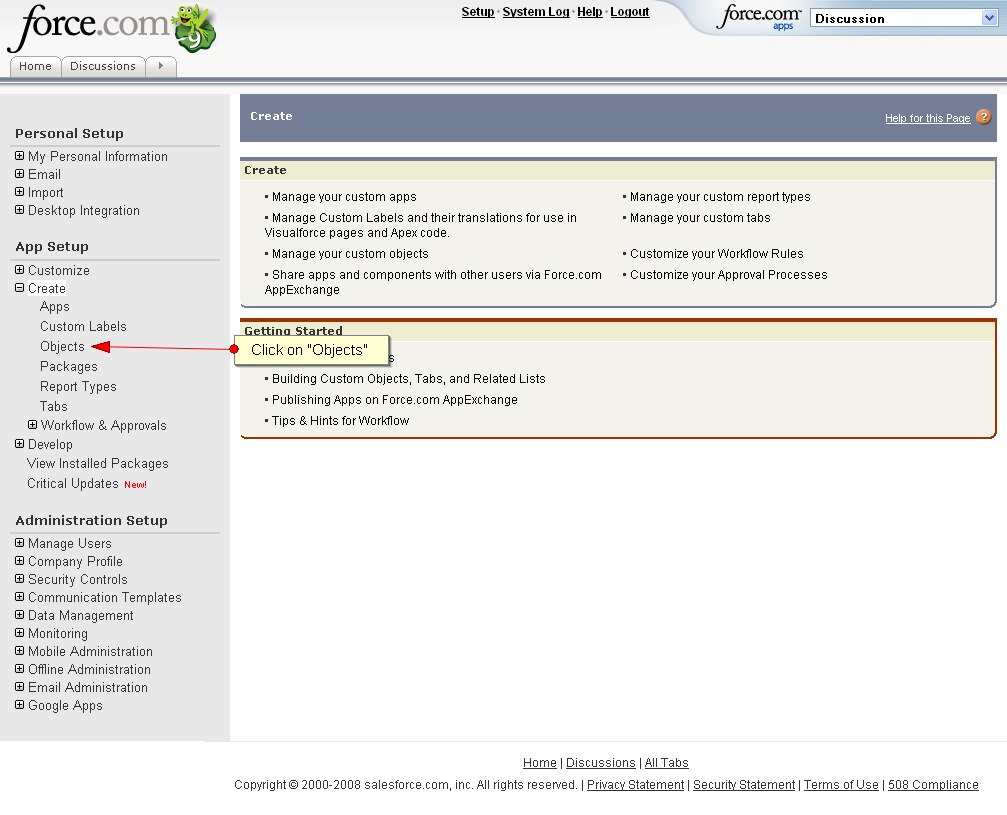 force.com 9
Setup · System Log · Help · Logout
force.com apps
Discussion
Home
Discussions
Create
Help for this Page ?
Personal Setup
My Personal Information
Email
Import
Desktop Integration
App Setup
Customize
Create
Apps
Custom Labels
Objects
Packages
Report Types
Tabs
Workflow & Approvals
Develop
View Installed Packages
Critical Updates New!
Administration Setup
Manage Users
Company Profile
Security Controls
Communication Templates
Data Management
Monitoring
Mobile Administration
Offline Administration
Email Administration
Google Apps
Create
• Manage your custom apps
• Manage Custom Labels and their translations for use in
Visualforce pages and Apex code.
• Manage your custom objects
• Share apps and components with other users via Force.com
AppExchange
• Manage your custom report types
• Manage your custom tabs
• Customize your Workflow Rules
• Customize your Approval Processes
Getting Started
Click on "Objects"
• Building Custom Objects, Tabs, and Related Lists
• Publishing Apps on Force.com AppExchange
• Tips & Hints for Workflow
Home | Discussions | All Tabs
Copyright © 2000-2008 salesforce.com, inc. All rights reserved. | Privacy Statement | Security Statement | Terms of Use | 508 Compliance